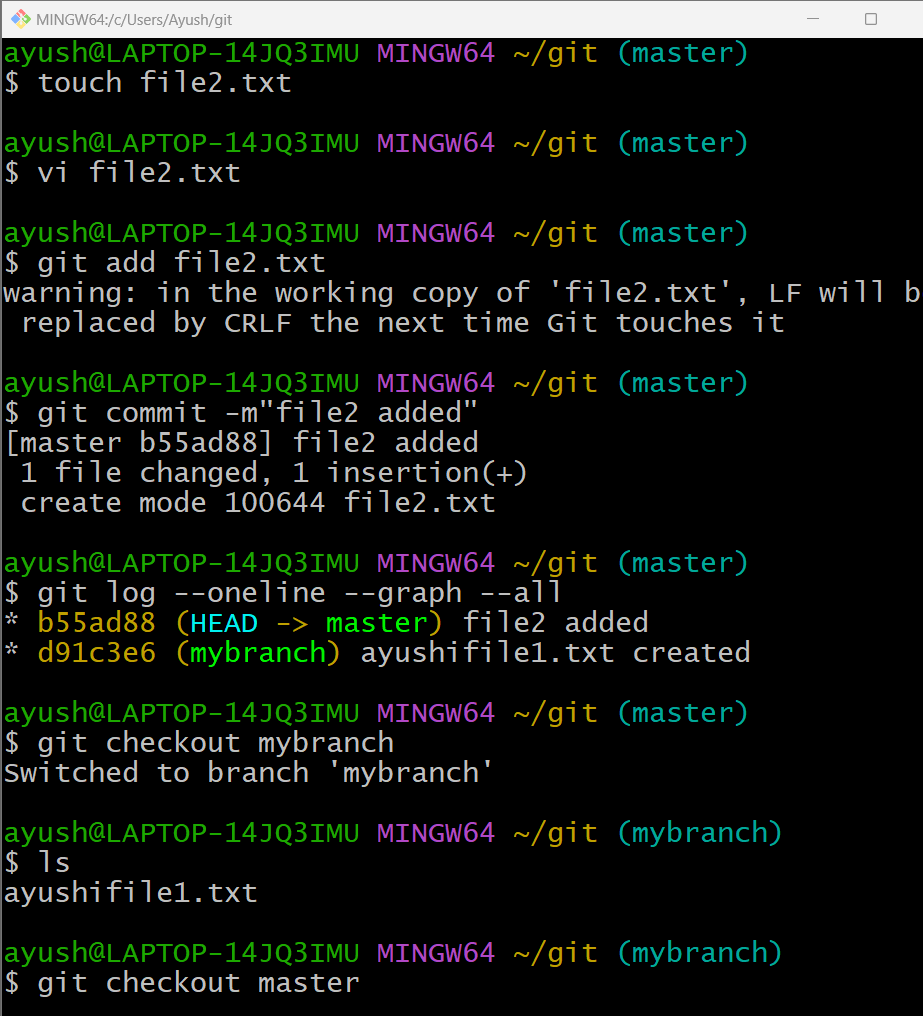 MINGW64:/c/Users/Ayush/git
ayush@LAPTOP-14JQ3IMU MINGW64 ~/git (master)
$ touch file2.txt
ayush@LAPTOP-14JQ3IMU MINGW64 ~/git (master)
$ vi file2.txt
ayush@LAPTOP-14JQ3IMU MINGW64 ~/git (master)
$ git add file2.txt
warning: in the working copy of 'file2.txt', LF will b
 replaced by CRLF the next time Git touches it
ayush@LAPTOP-14JQ3IMU MINGW64 ~/git (master)
$ git commit -m"file2 added"
[master b55ad88] file2 added
 1 file changed, 1 insertion(+)
 create mode 100644 file2.txt
ayush@LAPTOP-14JQ3IMU MINGW64 ~/git (master)
$ git log --oneline --graph --all
* b55ad88 (HEAD -> master) file2 added
* d91c3e6 (mybranch) ayushifile1.txt created
ayush@LAPTOP-14JQ3IMU MINGW64 ~/git (master)
$ git checkout mybranch
Switched to branch 'mybranch'
ayush@LAPTOP-14JQ3IMU MINGW64 ~/git (mybranch)
$ ls
ayushifile1.txt
ayush@LAPTOP-14JQ3IMU MINGW64 ~/git (mybranch)
$ git checkout master